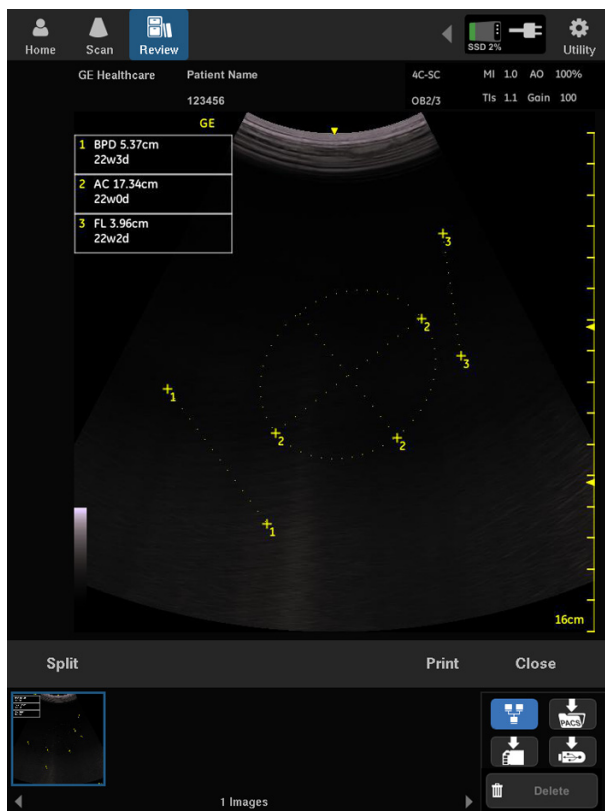 Home
Scan
Review
SSD 2%
Utility
GE Healthcare Patient Name 4C-SC MI 1.0 AO 100%
123456 OB2/3 TIs 1.1 Gain 100
GE
1 BPD 5.37cm
22w3d
2 AC 17.34cm
22w0d
3 FL 3.96cm
22w2d
3
2
3
1
2
2
1
16cm
Split Print Close
PACS
1 Images
Delete